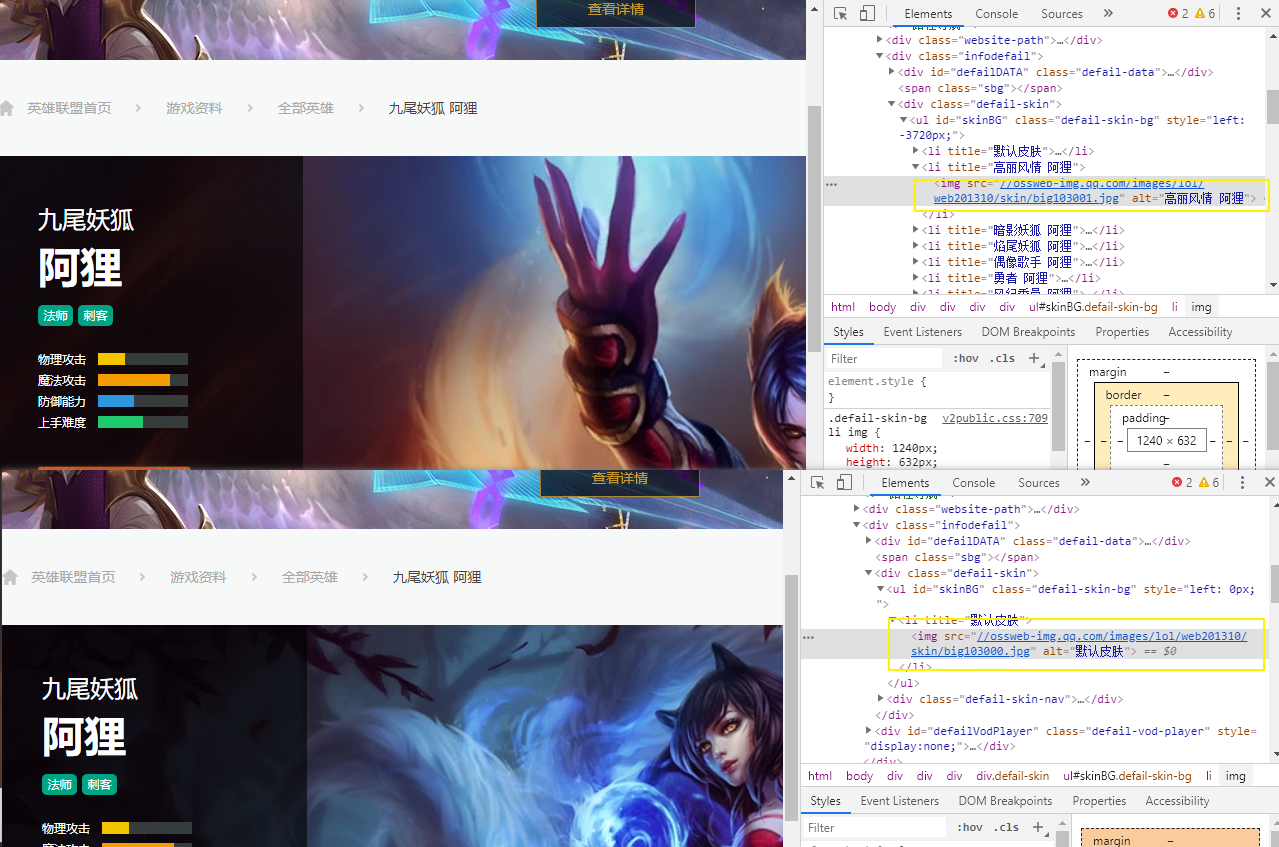 查看详情
英雄联盟首页 > 游戏资料 > 全部英雄 > 九尾妖狐 阿狸
九尾妖狐
阿狸
法师 刺客
物理攻击
魔法攻击
防御能力
上手难度
Elements Console Sources » 2 6
▶<div class="website-path">…</div>
▼<div class="infodefail">
▶<div id="defailDATA" class="defail-data">…</div>
<span class="sbg"></span>
▼<div class="defail-skin">
▼<ul id="skinBG" class="defail-skin-bg" style="left:
-3720px;">
▶<li title="默认皮肤">…</li>
▼<li title="高丽风情 阿狸">
<img src="//ossweb-img.qq.com/images/lol/
web201310/skin/big103001.jpg" alt="高丽风情 阿狸"> =
</li>
▶<li title="暗影妖狐 阿狸">…</li>
▶<li title="焰尾妖狐 阿狸">…</li>
▶<li title="偶像歌手 阿狸">…</li>
▶<li title="勇者 阿狸">…</li>
▶<li title="风纪委员 阿狸">…</li>
html body div div div div ul#skinBG.defail-skin-bg li img
Styles Event Listeners DOM Breakpoints Properties Accessibility
Filter :hov .cls +
element.style {
}
.defail-skin-bg v2public.css:709
li img {
width: 1240px;
height: 632px;
margin –
border –
padding –
– – – 1240 × 632 – – –
–
查看详情
英雄联盟首页 > 游戏资料 > 全部英雄 > 九尾妖狐 阿狸
九尾妖狐
阿狸
法师 刺客
物理攻击
魔法攻击
Elements Console Sources » 2 6
▶<div class="website-path">…</div>
▼<div class="infodefail">
▶<div id="defailDATA" class="defail-data">…</div>
<span class="sbg"></span>
▼<div class="defail-skin">
▼<ul id="skinBG" class="defail-skin-bg" style="left: 0px;
">
▼<li title="默认皮肤">
<img src="//ossweb-img.qq.com/images/lol/web201310/
skin/big103000.jpg" alt="默认皮肤"> == $0
</li>
</ul>
▶<div class="defail-skin-nav">…</div>
</div>
▶<div id="defailVodPlayer" class="defail-vod-player" style=
"display:none;">…</div>
</div>
html body div div div div.defail-skin ul#skinBG.defail-skin-bg li img
Styles Event Listeners DOM Breakpoints Properties Accessibility
Filter :hov .cls +
margin –